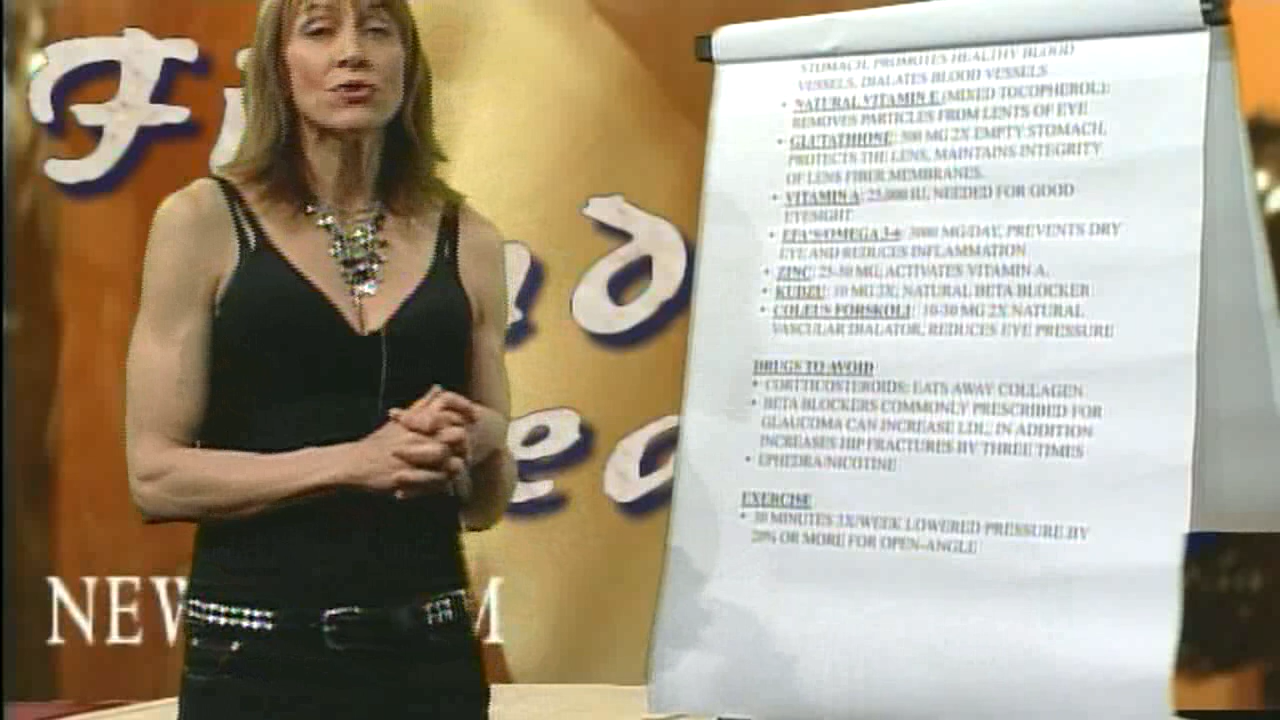 STOMACH, PROMOTES HEALTHY BLOOD
VESSELS, DIALATES BLOOD VESSELS
• NATURAL VITAMIN E (MIXED TOCOPHEROL):
REMOVES PARTICLES FROM LENTS OF EYE
• GLUTATHIONE: 500 MG 2X EMPTY STOMACH,
PROTECTS THE LENS, MAINTAINS INTEGRITY
OF LENS FIBER MEMBRANES.
• VITAMIN A: 25,000 IU, NEEDED FOR GOOD
EYESIGHT
• EFA'S/OMEGA 3-6: 3000 MG/DAY, PREVENTS DRY
EYE AND REDUCES INFLAMMATION
• ZINC: 25-50 MG, ACTIVATES VITAMIN A.
• KUDZU: 10 MG 3X, NATURAL BETA BLOCKER
• COLEUS FORSKOLI: 10-30 MG 2X NATURAL
VASCULAR DIALATOR, REDUCES EYE PRESSURE
DRUGS TO AVOID
• CORTICOSTEROIDS: EATS AWAY COLLAGEN
• BETA BLOCKERS COMMONLY PRESCRIBED FOR
GLAUCOMA CAN INCREASE LDL, IN ADDITION
INCREASES HIP FRACTURES BY THREE TIMES
• EPHEDRA/NICOTINE
EXERCISE
• 30 MINUTES 3X/WEEK LOWERED PRESSURE BY
20% OR MORE FOR OPEN-ANGLE